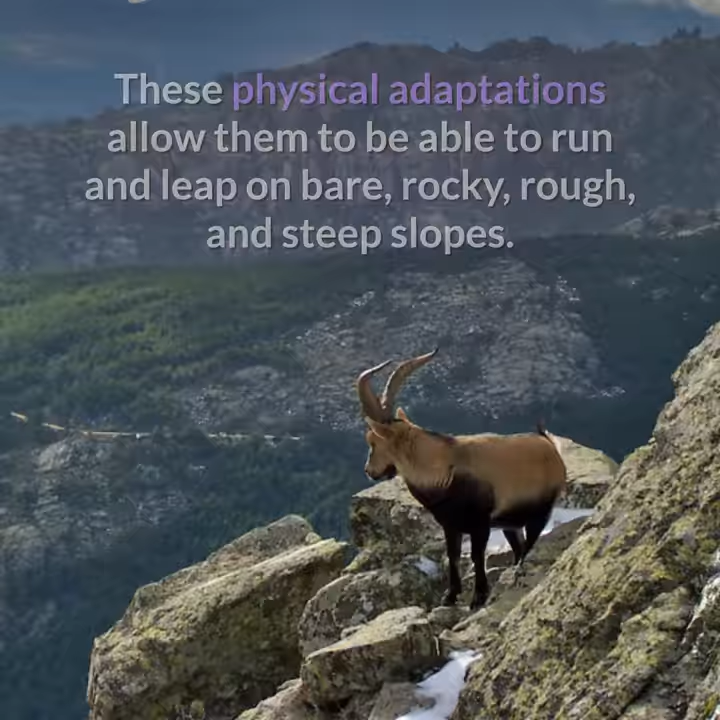 These physical adaptations
allow them to be able to run
and leap on bare, rocky, rough,
and steep slopes.